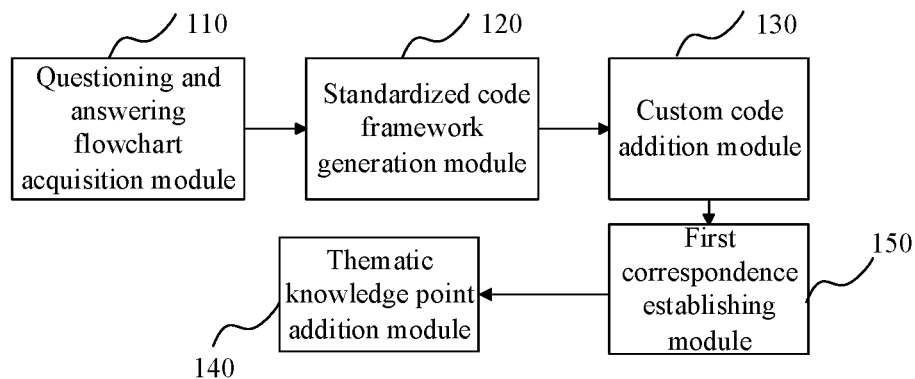 110
120
130
Questioning and
answering
flowchart
acquisition module
Standardized code
framework
generation module
Custom code
addition module
Thematic
knowledge point
addition module
140
First
correspondence
establishing
module
150